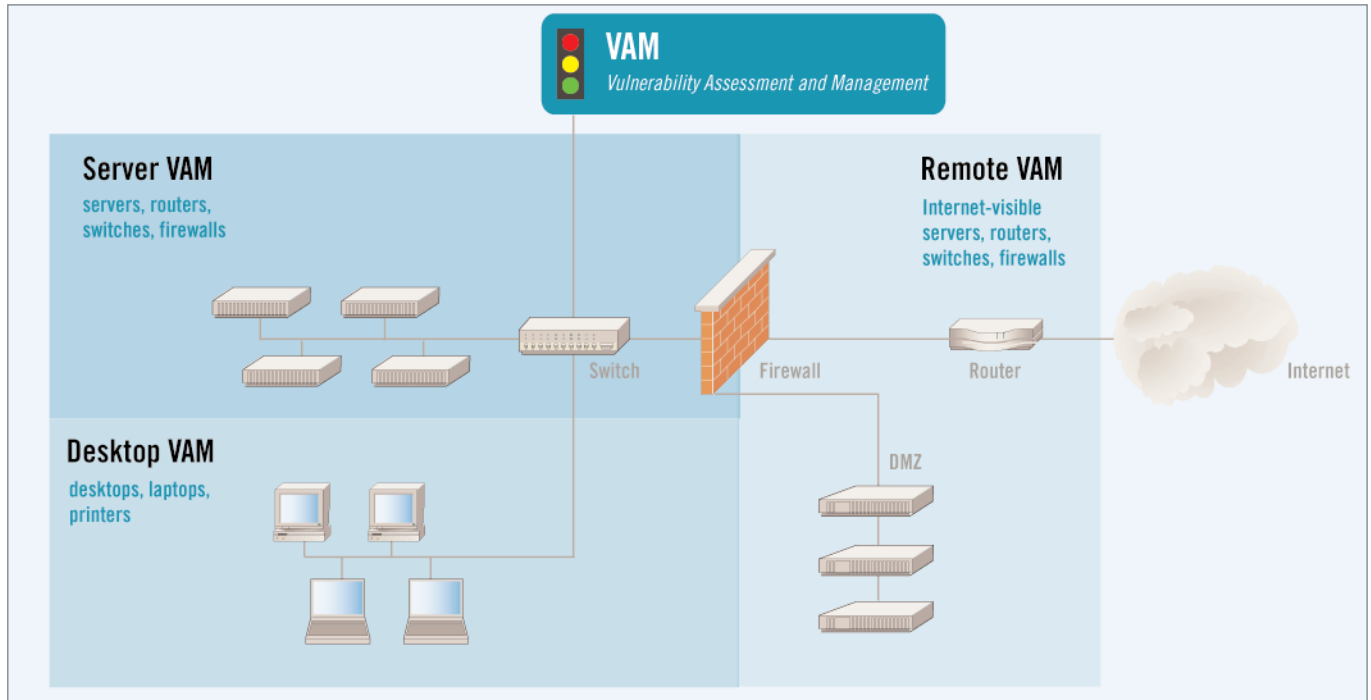 VAM
Vulnerability Assessment and Management
Server VAM
servers, routers,
switches, firewalls
Remote VAM
Internet-visible
servers, routers,
switches, firewalls
Switch
Firewall
Router
Internet
Desktop VAM
desktops, laptops,
printers
DMZ